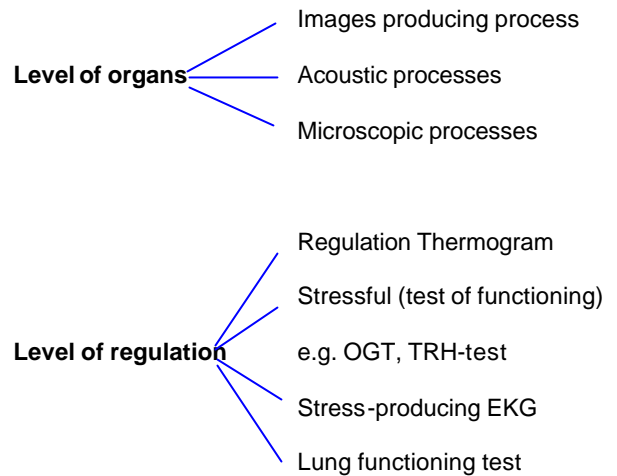 Images producing process
Level of organs
Acoustic processes
Microscopic processes
Regulation Thermogram
Stressful (test of functioning)
Level of regulation
e.g. OGT, TRH-test
Stress-producing EKG
Lung functioning test